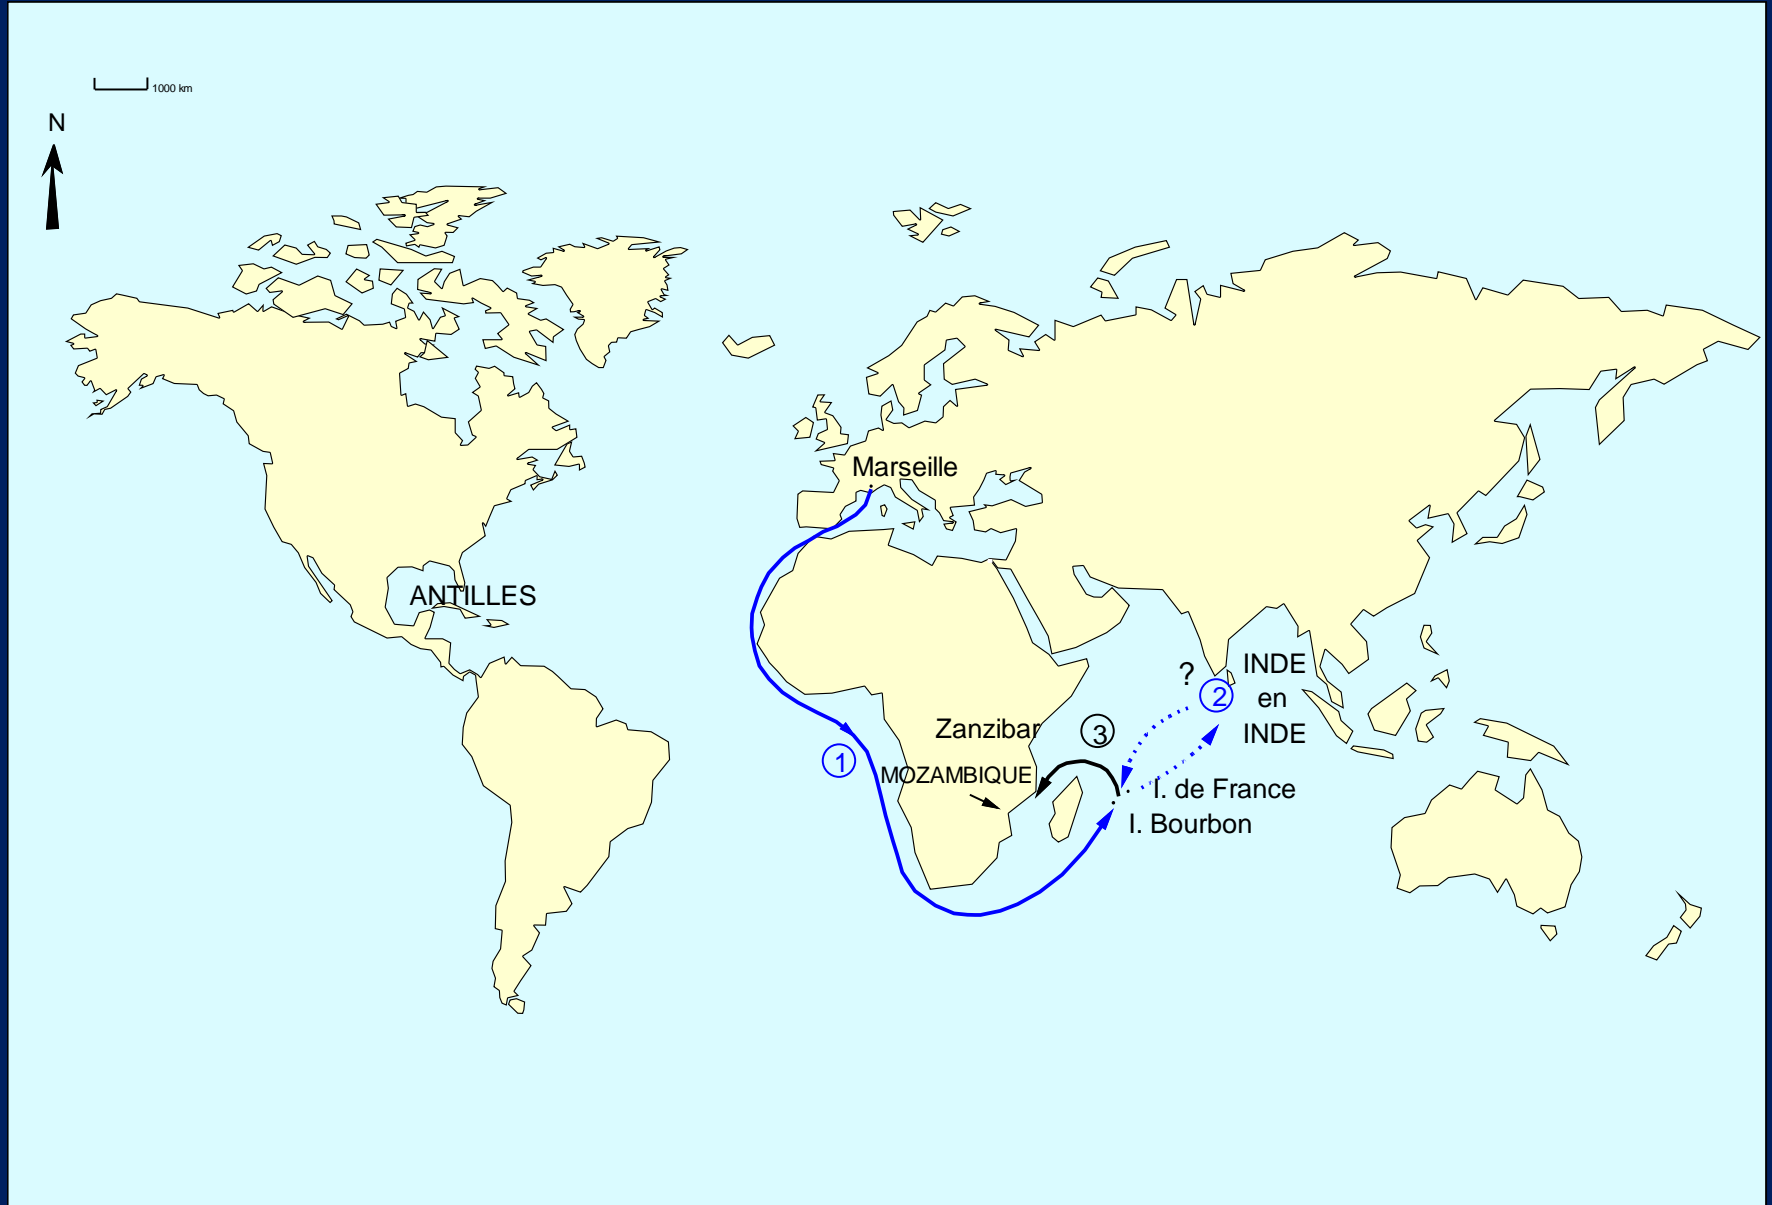 1000 km
N
Marseille
ANTILLES
?
INDE
2
en
Zanzibar
3
INDE
1
MOZAMBIQUE
I. de France
I. Bourbon